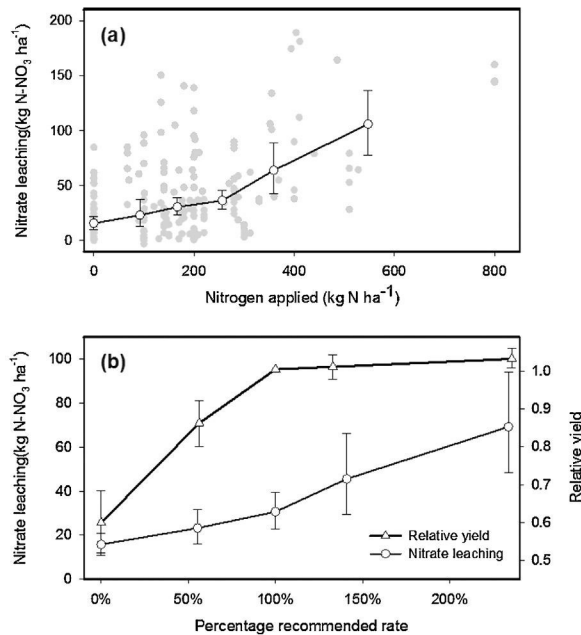 (a)
Nitrate leaching(kg N-NO₃ ha⁻¹)
200
150
100
50
0
0 200 400 600 800
Nitrogen applied (kg N ha⁻¹)
(b)
Nitrate leaching(kg N-NO₃ ha⁻¹)
100
80
60
40
20
0
1.0
0.9
0.8
0.7
0.6
0.5
Relative yield
Relative yield
Nitrate leaching
0% 50% 100% 150% 200%
Percentage recommended rate